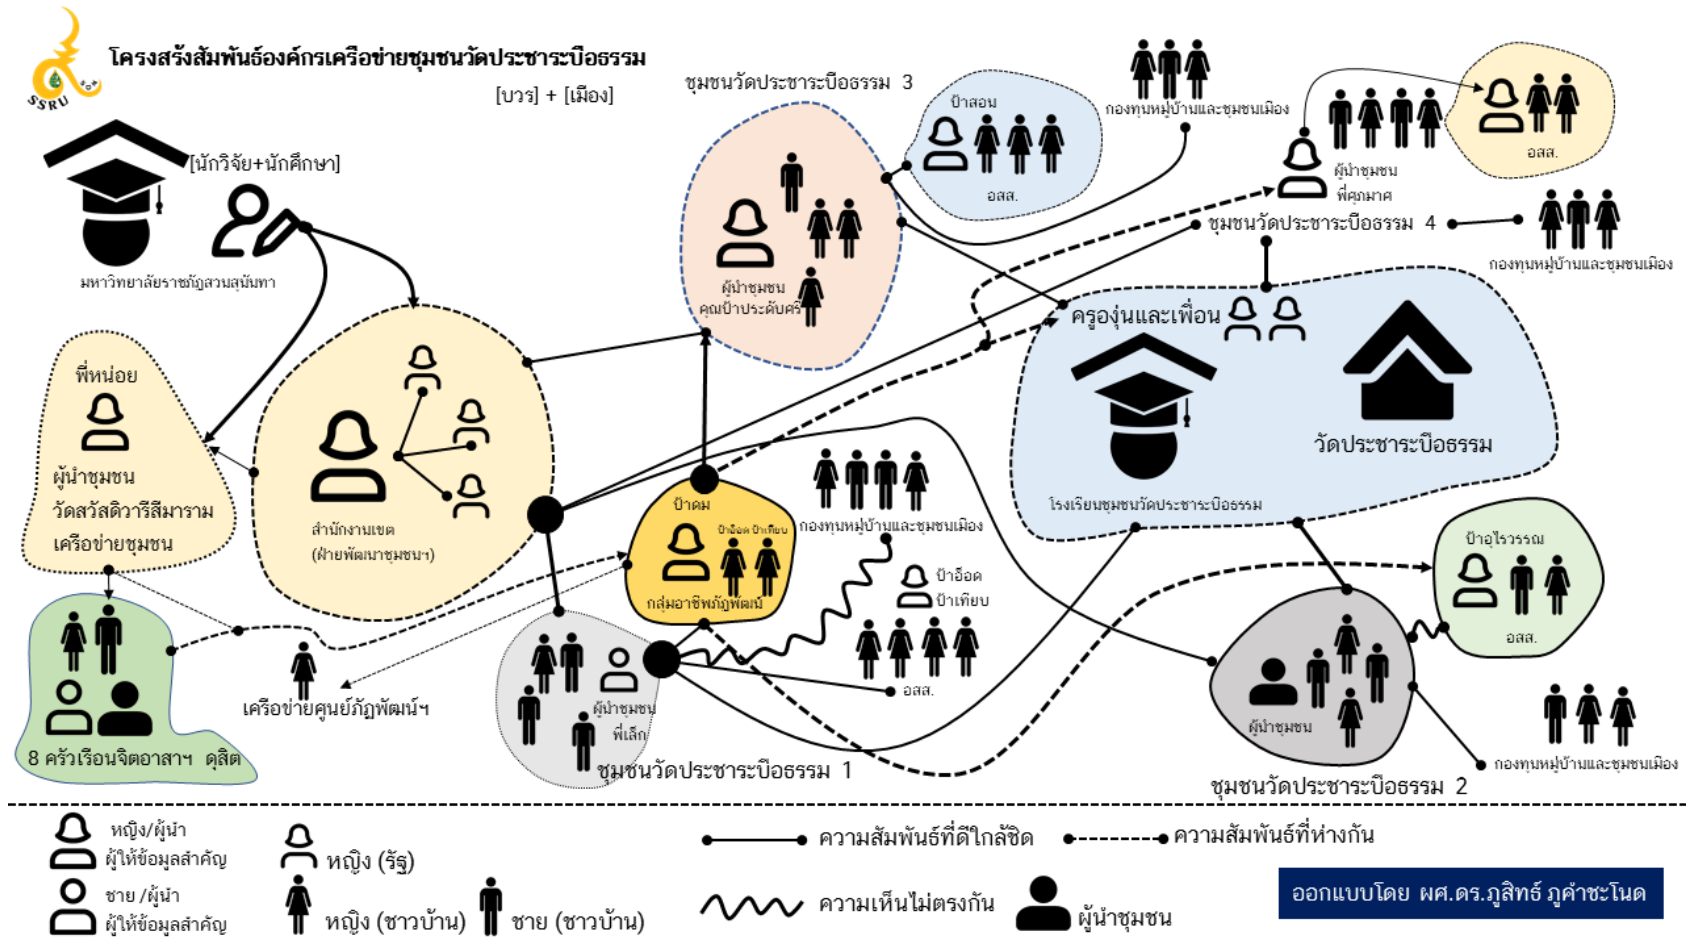 SSRU
โครงสร้งสัมพันธ์องค์กรเครือข่ายชุมชนวัดประชาระบือธรรม
[บวร] + [เมือง]
[นักวิจัย+นักศึกษา]
มหาวิทยาลัยราชภัฏสวนสุนันทา
ชุมชนวัดประชาระบือธรรม 3
ผู้นำชุมชน
คุณป้าประดับศรี
ป้าสอน
อสส.
กองทุนหมู่บ้านและชุมชนเมือง
ผู้นำชุมชน
พี่ศุภมาศ
อสส.
ชุมชนวัดประชาระบือธรรม 4
กองทุนหมู่บ้านและชุมชนเมือง
ครูองุ่นและเพื่อน
วัดประชาระบือธรรม
โรงเรียนชุมชนวัดประชาระบือธรรม
พี่หน่อย
ผู้นำชุมชน
วัดสวัสดิวารีสีมาราม
เครือข่ายชุมชน
สำนักงานเขต
(ฝ่ายพัฒนาชุมชนฯ)
ป้าดม
ป้าอ็อด ป้าเทียบ
กลุ่มอาชีพภัฏพัฒน์
กองทุนหมู่บ้านและชุมชนเมือง
ป้าอ็อด
ป้าเทียบ
อสส.
ป้าอุไรวรรณ
อสส.
8 ครัวเรือนจิตอาสาฯ ดุสิต
เครือข่ายศูนย์ภัฏพัฒน์ฯ
ผู้นำชุมชน
พี่เล็ก
ชุมชนวัดประชาระบือธรรม 1
ผู้นำชุมชน
ชุมชนวัดประชาระบือธรรม 2
กองทุนหมู่บ้านและชุมชนเมือง
หญิง/ผู้นำ
ผู้ให้ข้อมูลสำคัญ
ชาย /ผู้นำ
ผู้ให้ข้อมูลสำคัญ
หญิง (รัฐ)
หญิง (ชาวบ้าน)
ชาย (ชาวบ้าน)
ความสัมพันธ์ที่ดีใกล้ชิด
ความสัมพันธ์ที่ห่างกัน
ความเห็นไม่ตรงกัน
ผู้นำชุมชน
ออกแบบโดย ผศ.ดร.ภูสิทธ์ ภูคำชะโนด